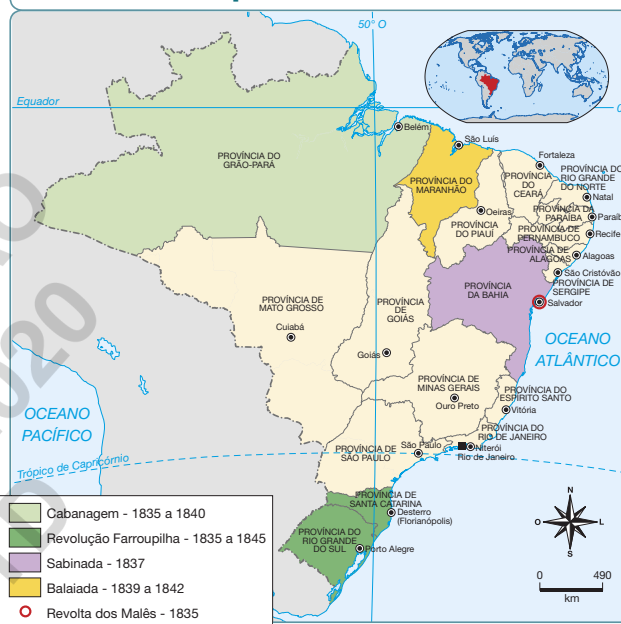 50° O
Equador
0
Belém
São Luís
Fortaleza
PROVÍNCIA DO
GRÃO-PARÁ
PROVÍNCIA DO
MARANHÃO
PROVÍNCIA
DO
CEARÁ
PROVÍNCIA DO
RIO GRANDE
DO NORTE
Natal
Oeiras
PROVÍNCIA
DO PIAUÍ
PROVÍNCIA DA
PARAÍBA
Paraíb
PROVÍNCIA DE
PERNAMBUCO
Recife
PROVÍNCIA DE
ALAGOAS
Alagoas
São Cristóvão
PROVÍNCIA DE
SERGIPE
PROVÍNCIA
DA BAHIA
Salvador
PROVÍNCIA DE
MATO GROSSO
Cuiabá
PROVÍNCIA
DE
GOIÁS
Goiás
OCEANO
ATLÂNTICO
PROVÍNCIA DE
MINAS GERAIS
Ouro Preto
PROVÍNCIA DO
ESPÍRITO SANTO
Vitória
OCEANO
PACÍFICO
PROVÍNCIA DO
RIO DE JANEIRO
Niterói
Rio de Janeiro
São Paulo
PROVÍNCIA DE
SÃO PAULO
Trópico de Capricórnio
PROVÍNCIA DE
SANTA CATARINA
Desterro
(Florianópolis)
PROVÍNCIA DO
RIO GRANDE
DO SUL
Porto Alegre
Cabanagem - 1835 a 1840
Revolução Farroupilha - 1835 a 1845
Sabinada - 1837
Balaiada - 1839 a 1842
Revolta dos Malês - 1835
N
O
L
S
0
490
km
2020